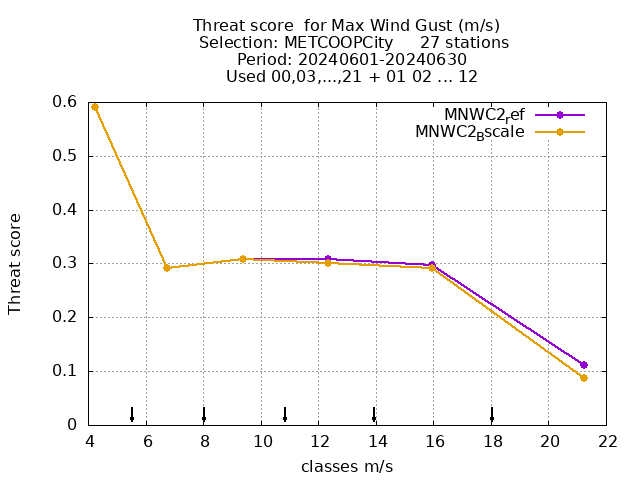 Threat score  for Max Wind Gust (m/s)
Selection: METCOOPCity     27 stations
Period: 20240601-20240630
Used 00,03,...,21 + 01 02 ... 12
MNWC2ref
MNWC2Bscale
Threat score
0.6
0.5
0.4
0.3
0.2
0.1
0
4 6 8 10 12 14 16 18 20 22
classes m/s